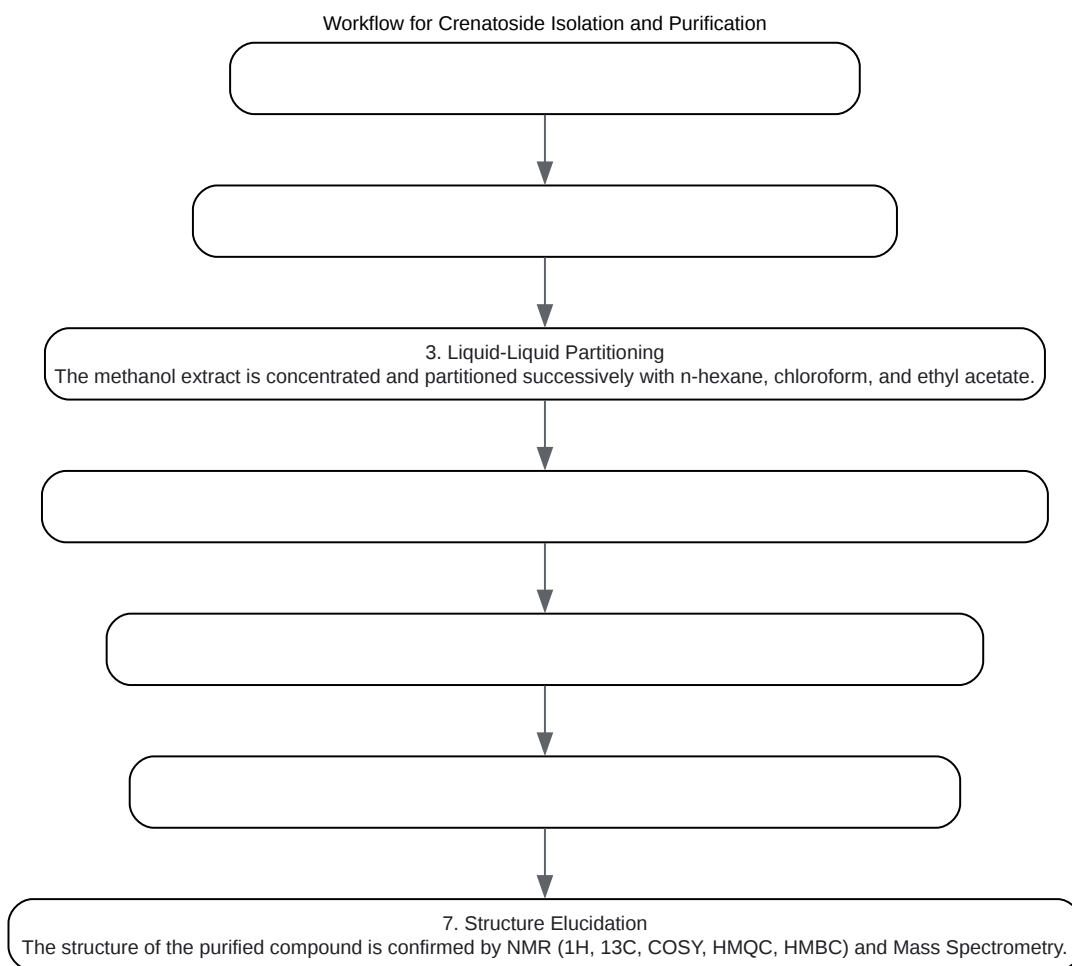 Workflow for Crenatoside Isolation and Purification
3. Liquid-Liquid Partitioning
The methanol extract is concentrated and partitioned successively with n-hexane, chloroform, and ethyl acetate.
7. Structure Elucidation
The structure of the purified compound is confirmed by NMR (1H, 13C, COSY, HMQC, HMBC) and Mass Spectrometry.